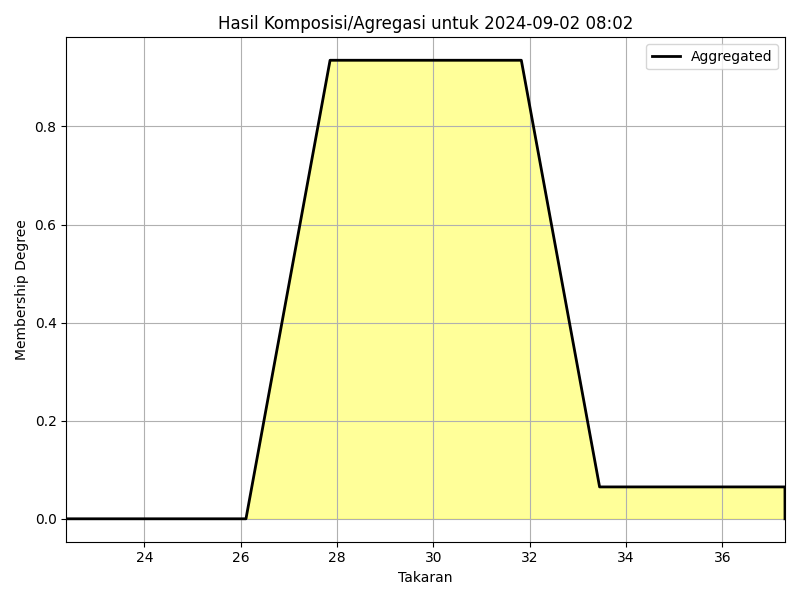 Hasil Komposisi/Agregasi untuk 2024-09-02 08:02
Aggregated
Membership Degree
0.8
0.6
0.4
0.2
0.0
24 26 28 30 32 34 36
Takaran